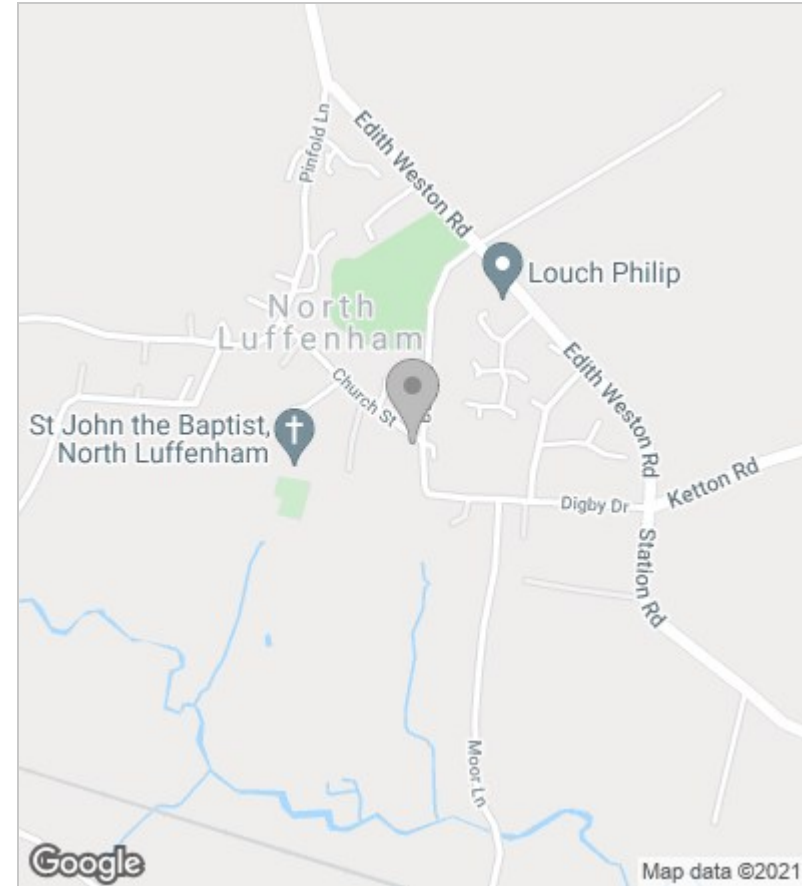 Pinfold Ln
Edith Weston Rd
Louch Philip
North
Luffenham
Edith Weston Rd
Church St
St John the Baptist,
North Luffenham
Ketton Rd
Digby Dr
Station Rd
Moor Ln
Google
Map data ©2021